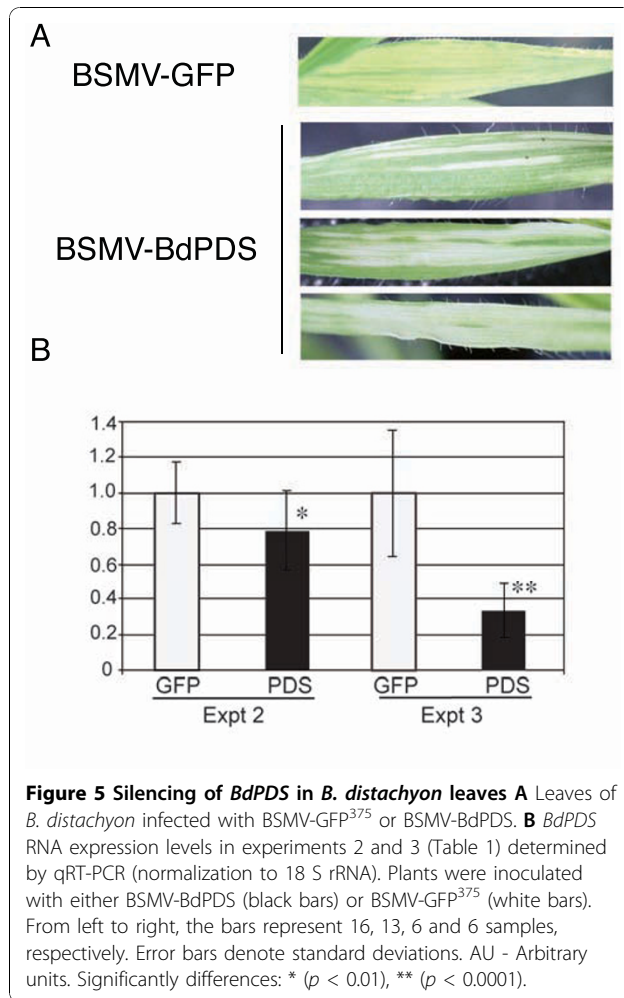 A
BSMV-GFP
BSMV-BdPDS
B
1.4
1.2
1.0
0.8
0.6
0.4
0.2
0
*
**
GFP PDS GFP PDS
Expt 2 Expt 3
Figure 5 Silencing of BdPDS in B. distachyon leaves A Leaves of
B. distachyon infected with BSMV-GFP375 or BSMV-BdPDS. B BdPDS
RNA expression levels in experiments 2 and 3 (Table 1) determined
by qRT-PCR (normalization to 18 S rRNA). Plants were inoculated
with either BSMV-BdPDS (black bars) or BSMV-GFP375 (white bars).
From left to right, the bars represent 16, 13, 6 and 6 samples,
respectively. Error bars denote standard deviations. AU - Arbitrary
units. Significantly differences: * (p < 0.01), ** (p < 0.0001).